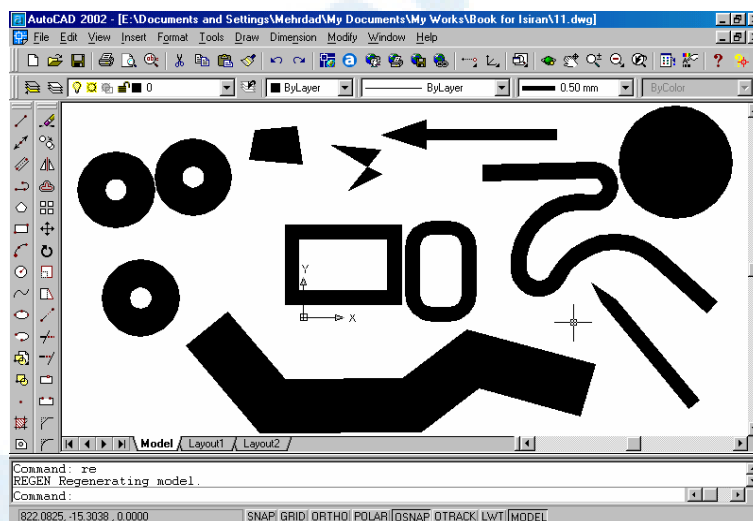 AutoCAD 2002 - [E:\Documents and Settings\Mehrdad\My Documents\My Works\Book for Isiran\11.dwg]
File Edit View Insert Format Tools Draw Dimension Modify Window Help
0 ByLayer ByLayer 0.50 mm ByColor
Y
X
Model Layout1 Layout2
Command: re
REGEN Regenerating model.
Command:
822.0825, -15.3038 , 0.0000 SNAP GRID ORTHO POLAR OSNAP OTRACK LWT MODEL